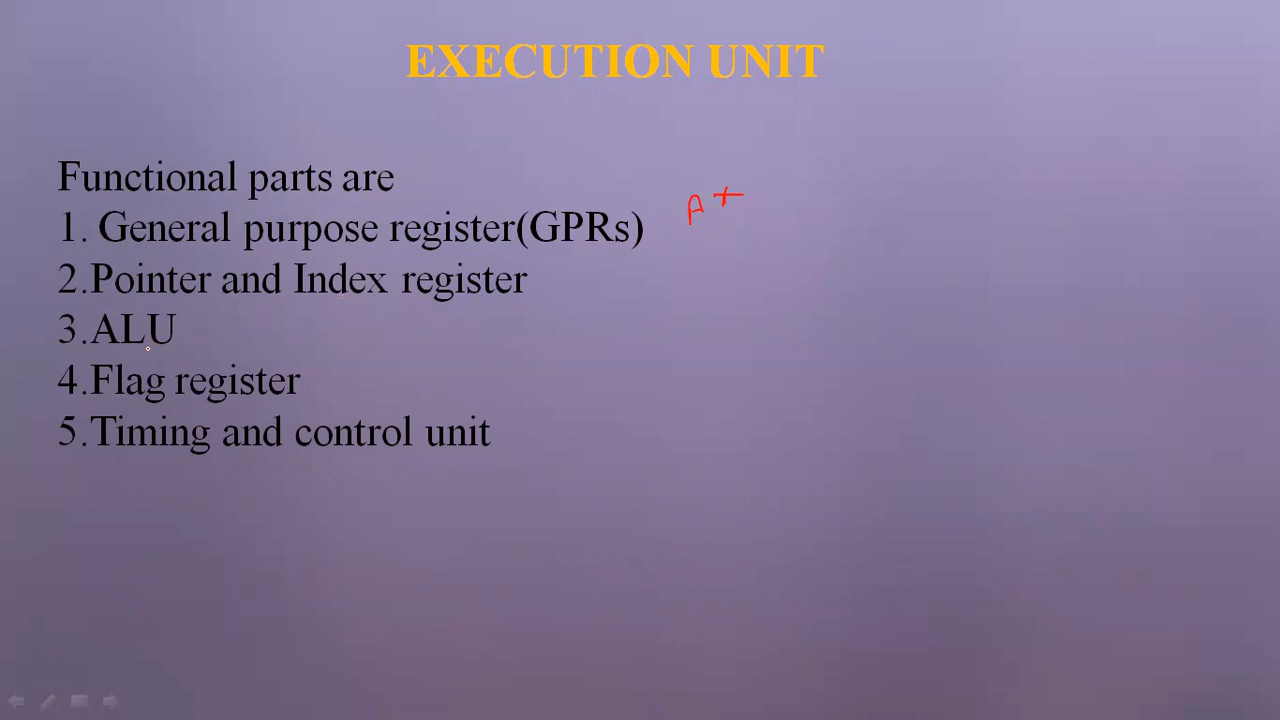 EXECUTION UNIT
Functional parts are
1. General purpose register(GPRs)
AX
2.Pointer and Index register
3.ALU
4.Flag register
5.Timing and control unit